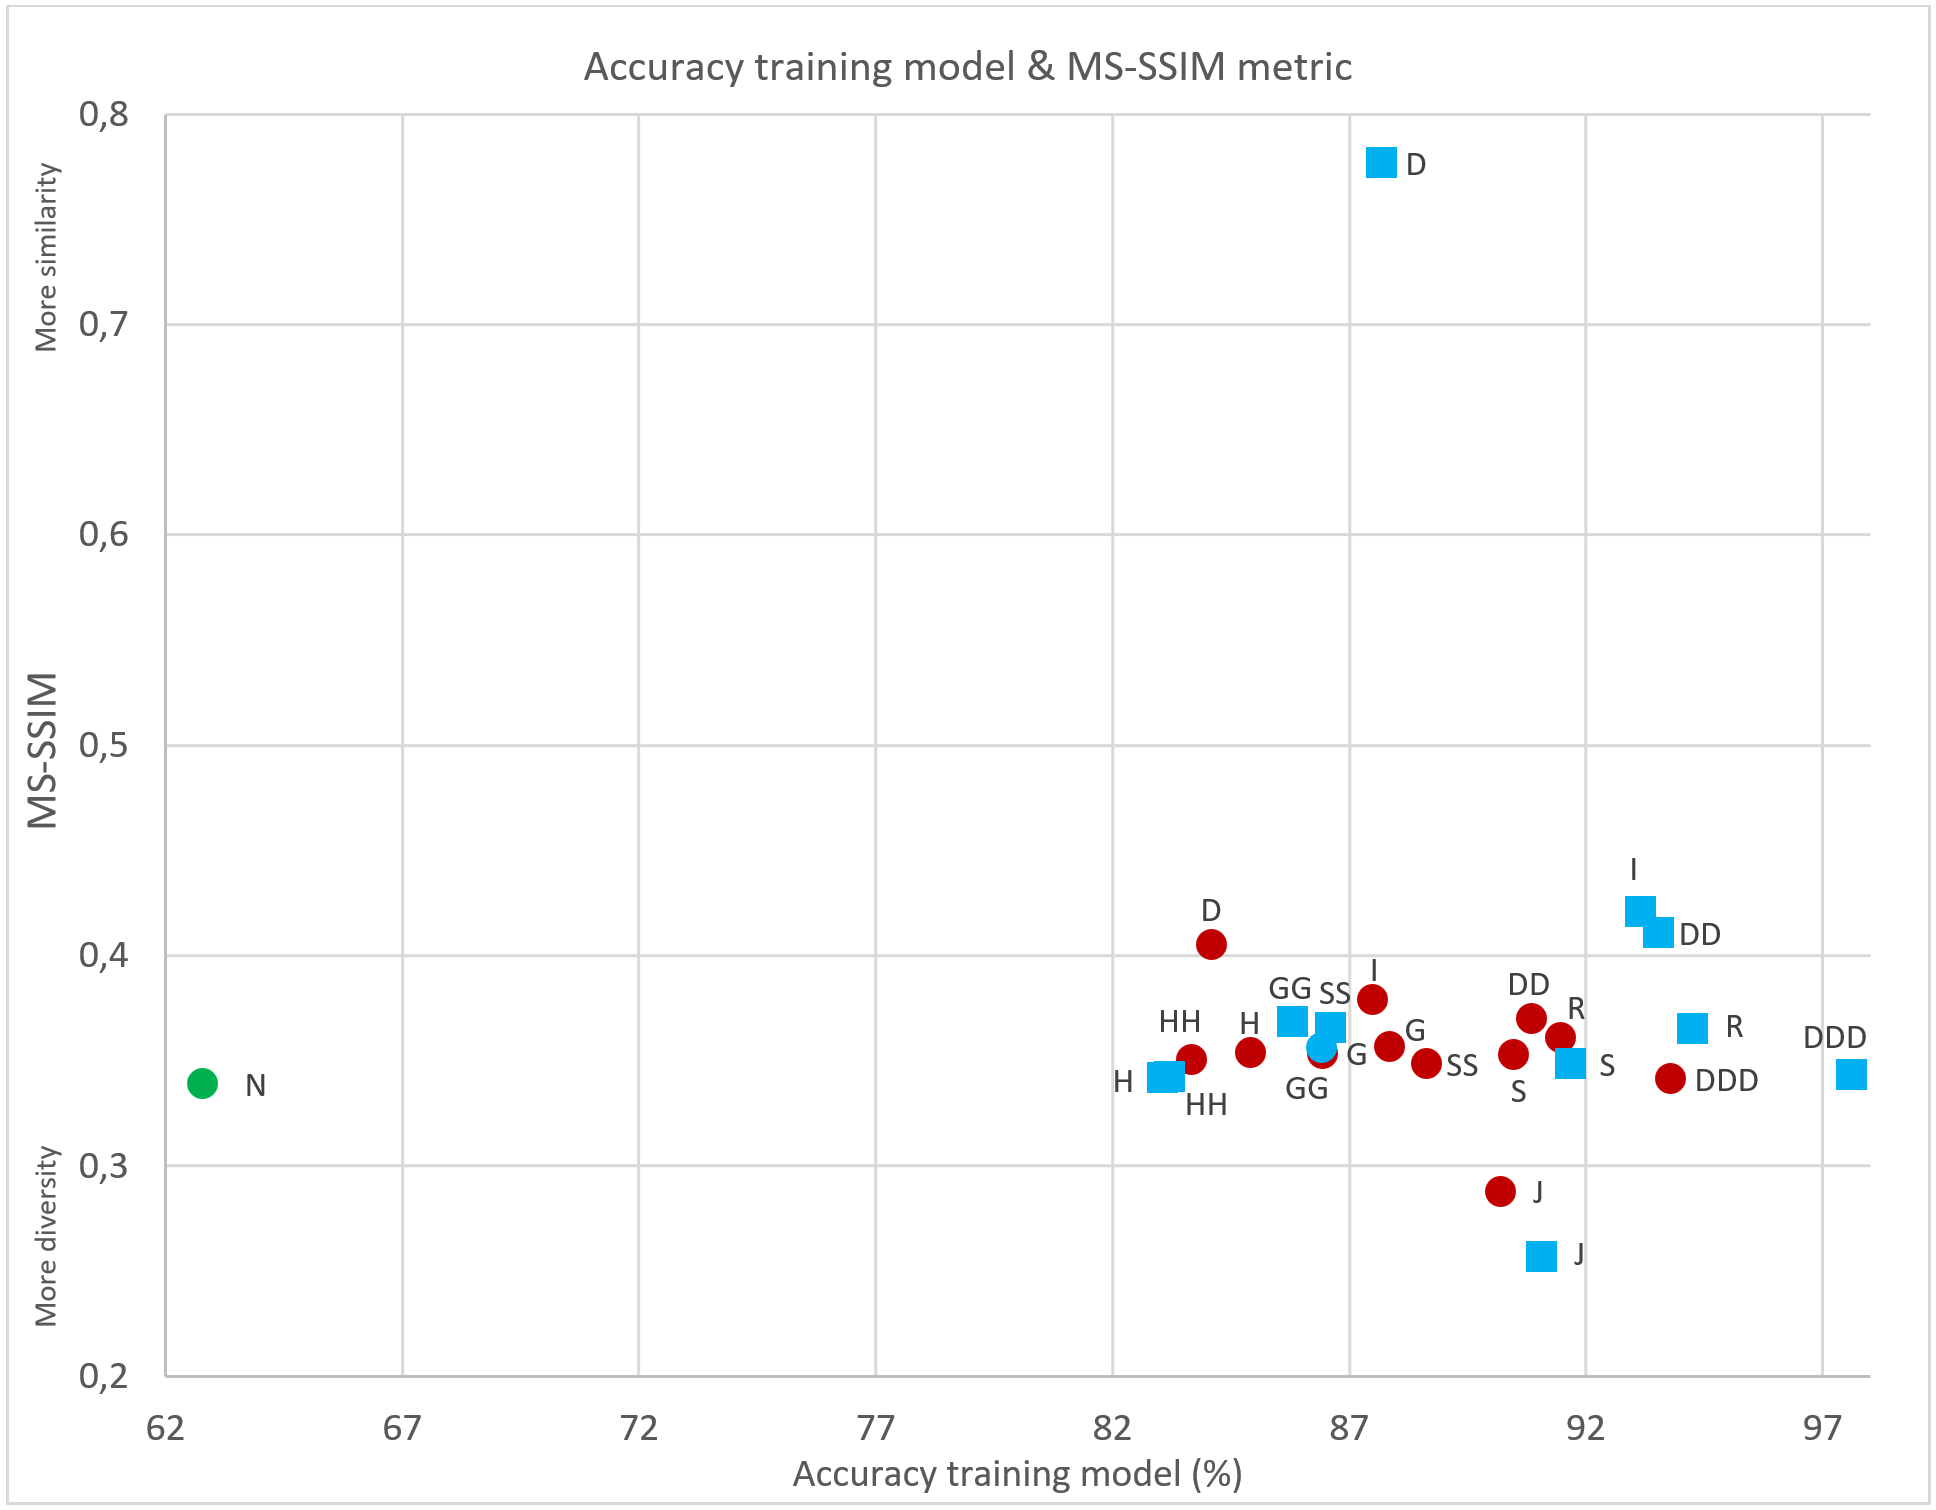 Accuracy training model & MS-SSIM metric
0,8
0,7
0,6
0,5
0,4
0,3
0,2
More similarity
MS-SSIM
More diversity
D
I
DD
D
I
GG
SS
DD
R
HH
H
G
R
DDD
G
SS
S
H
GG
S
DDD
HH
N
J
J
62
67
72
77
82
87
92
97
Accuracy training model (%)